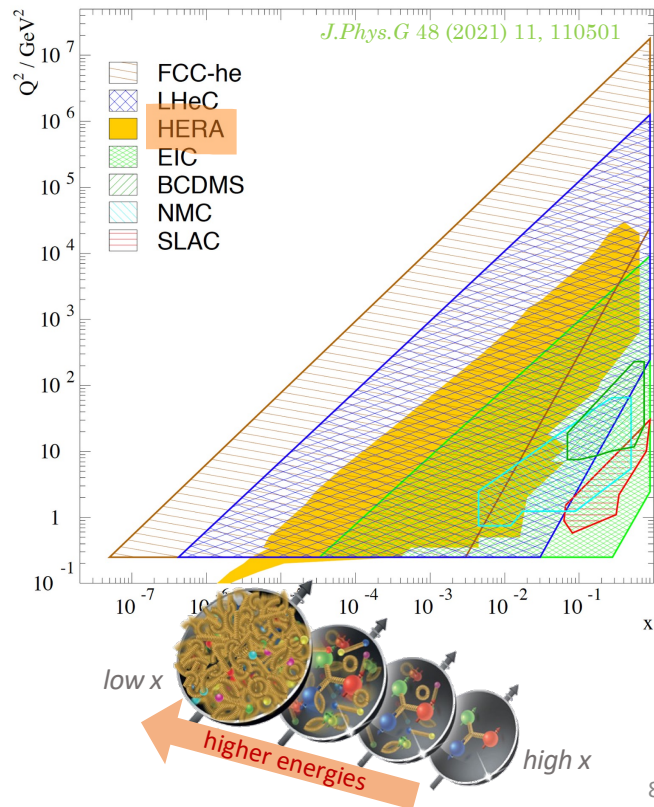 J.Phys.G 48 (2021) 11, 110501
Q² / GeV²
10⁷
10⁶
10⁵
10⁴
10³
10²
10
1
10⁻¹
FCC-he
LHeC
HERA
EIC
BCDMS
NMC
SLAC
10⁻⁷ 10⁻⁴ 10⁻³ 10⁻² 10⁻¹ x
low x
higher energies
high x
8